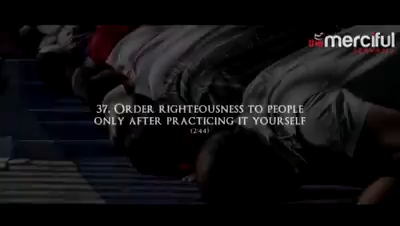 merciful
37. Order righteousness to people
only after practicing it yourself
(2:44)